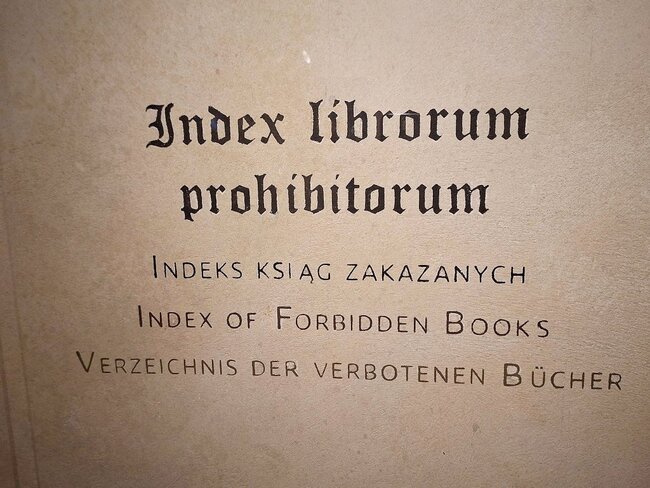 Index librorum
prohibitorum
INDEKS KSIĄG ZAKAZANYCH
INDEX OF FORBIDDEN BOOKS
VERZEICHNIS DER VERBOTENEN BÜCHER